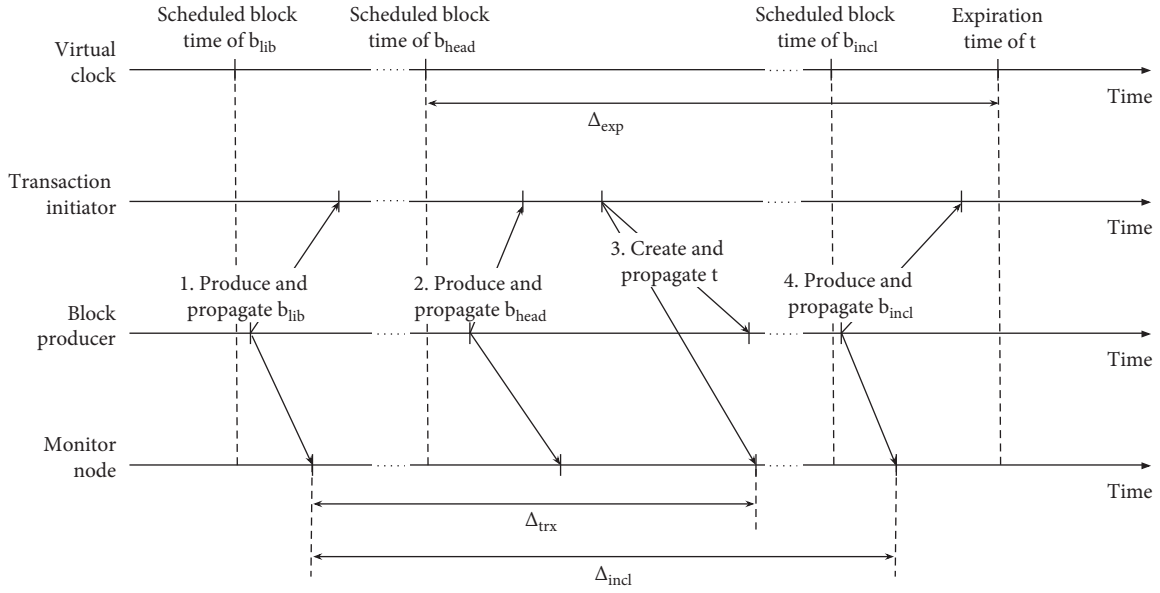 Scheduled block
time of b_lib
Scheduled block
time of b_head
Scheduled block
time of b_incl
Expiration
time of t
Virtual
clock
Time
Δ_exp
Transaction
initiator
Time
1. Produce and
propagate b_lib
2. Produce and
propagate b_head
3. Create and
propagate t
4. Produce and
propagate b_incl
Block
producer
Time
Monitor
node
Time
Δ_trx
Δ_incl